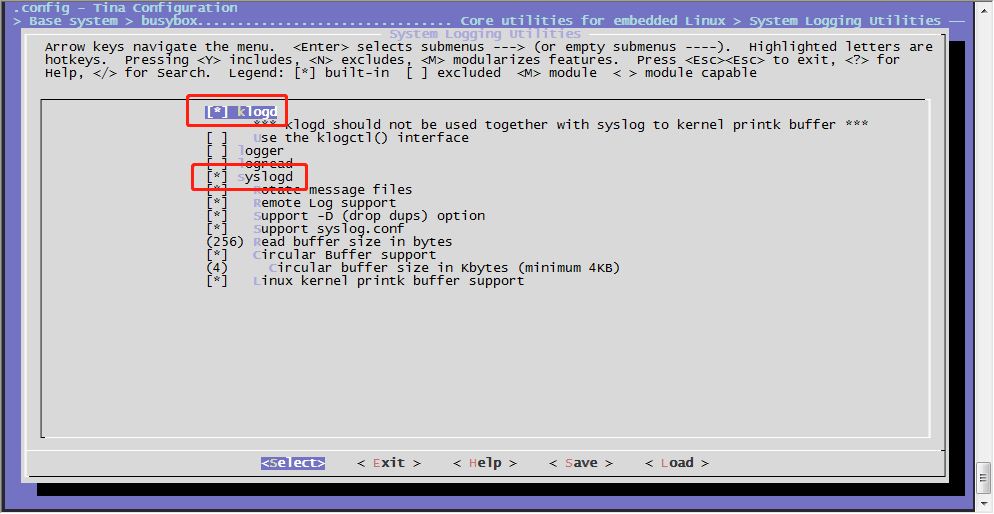 .config - Tina Configuration
> Base system > busybox................................ Core utilities for embedded Linux > System Logging Utilities
System Logging Utilities
Arrow keys navigate the menu.  <Enter> selects submenus ---> (or empty submenus ----).  Highlighted letters are
hotkeys.  Pressing <Y> includes, <N> excludes, <M> modularizes features.  Press <Esc><Esc> to exit, <?> for
Help, </> for Search.  Legend: [*] built-in  [ ] excluded  <M> module  < > module capable
[*] klogd
*** klogd should not be used together with syslog to kernel printk buffer ***
[ ]   Use the klogctl() interface
[ ] logger
[ ] logread
[*] syslogd
[*]   Rotate message files
[*]   Remote Log support
[*]   Support -D (drop dups) option
[*]   Support syslog.conf
(256) Read buffer size in bytes
[*]   Circular Buffer support
(4)     Circular buffer size in Kbytes (minimum 4KB)
[*]   Linux kernel printk buffer support
<Select>    < Exit >    < Help >    < Save >    < Load >